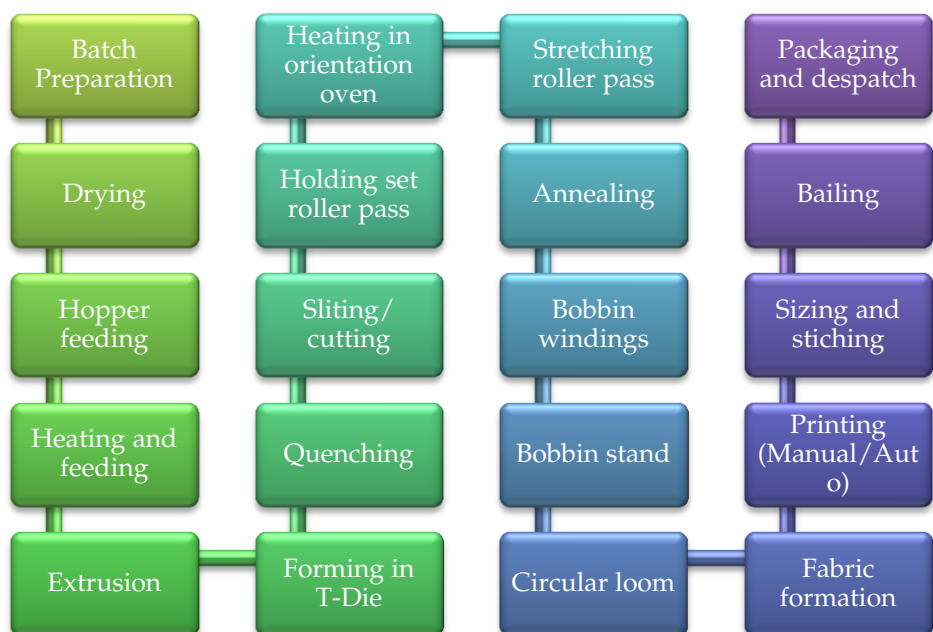 Batch
Preparation
Drying
Hopper
feeding
Heating and
feeding
Extrusion
Forming in
T-Die
Quenching
Sliting/
cutting
Holding set
roller pass
Heating in
orientation
oven
Stretching
roller pass
Annealing
Bobbin
windings
Bobbin stand
Circular loom
Fabric
formation
Printing
(Manual/Aut
o)
Sizing and
stiching
Bailing
Packaging
and despatch